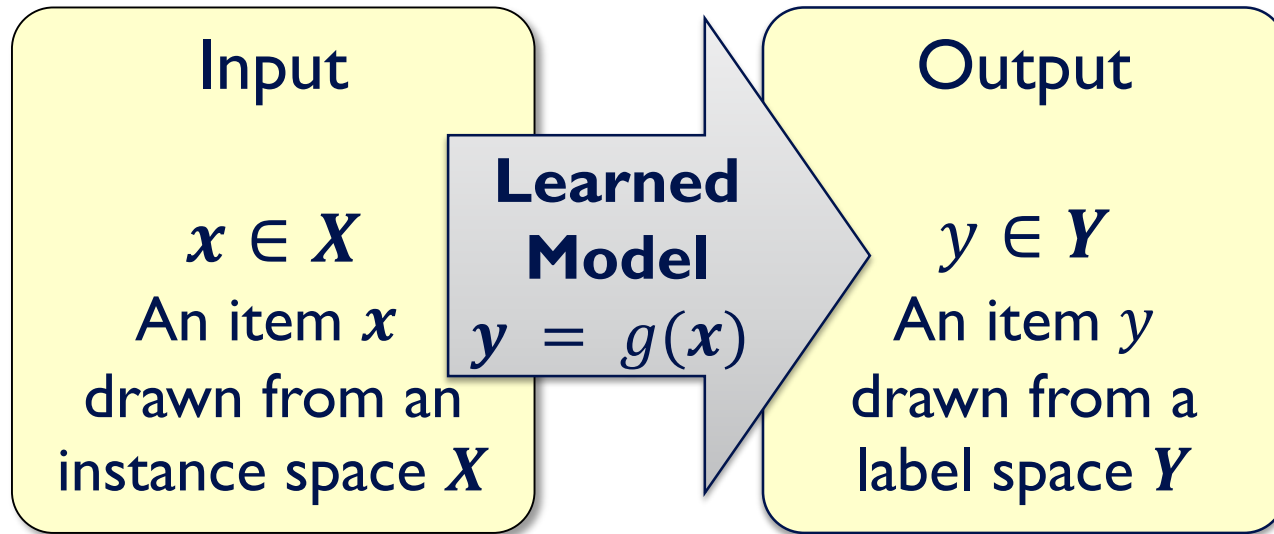 Input
x ∈ X
An item x
drawn from an
instance space X
Learned
Model
y = g(x)
Output
y ∈ Y
An item y
drawn from a
label space Y